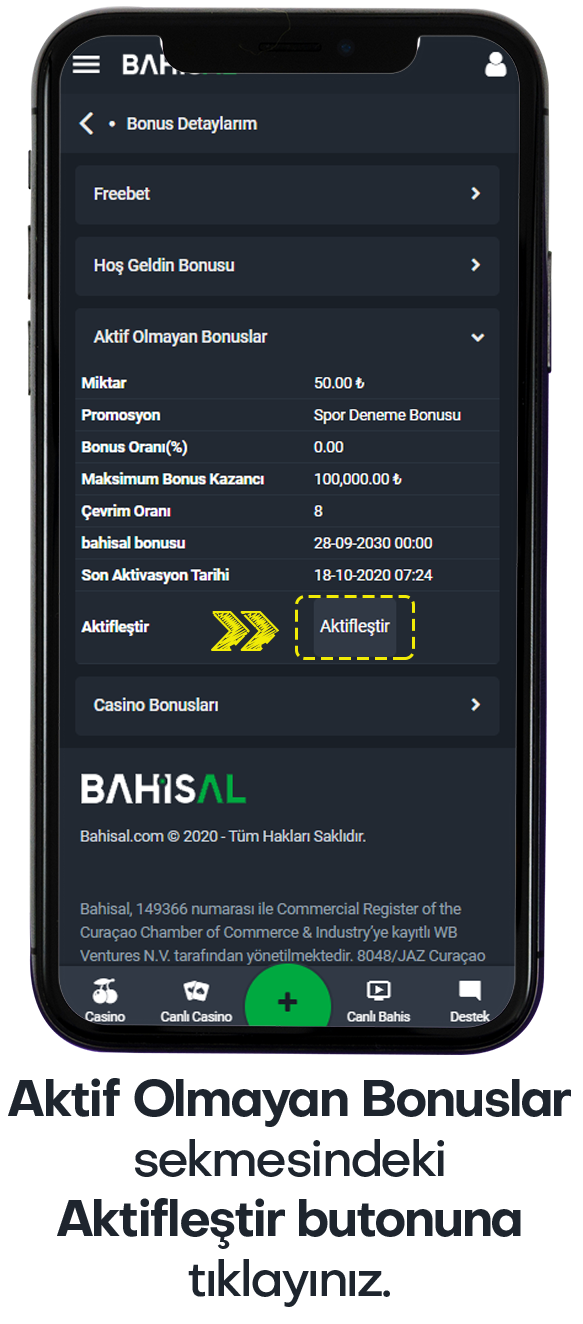 BAHISAL
• Bonus Detaylarım
Freebet
Hoş Geldin Bonusu
Aktif Olmayan Bonuslar
Miktar 50.00 ₺
Promosyon Spor Deneme Bonusu
Bonus Oranı(%) 0.00
Maksimum Bonus Kazancı 100,000.00 ₺
Çevrim Oranı 8
bahisal bonusu 28-09-2030 00:00
Son Aktivasyon Tarihi 18-10-2020 07:24
Aktifleştir Aktifleştir
Casino Bonusları
BAHISAL
Bahisal.com © 2020 - Tüm Hakları Saklıdır.
Bahisal, 149366 numarası ile Commercial Register of the
Curaçao Chamber of Commerce & Industry’ye kayıtlı WB
Ventures N.V. tarafından yönetilmektedir. 8048/JAZ Curaçao
Casino Canlı Casino + Canlı Bahis Destek
Aktif Olmayan Bonuslar
sekmesindeki
Aktifleştir butonuna
tıklayınız.